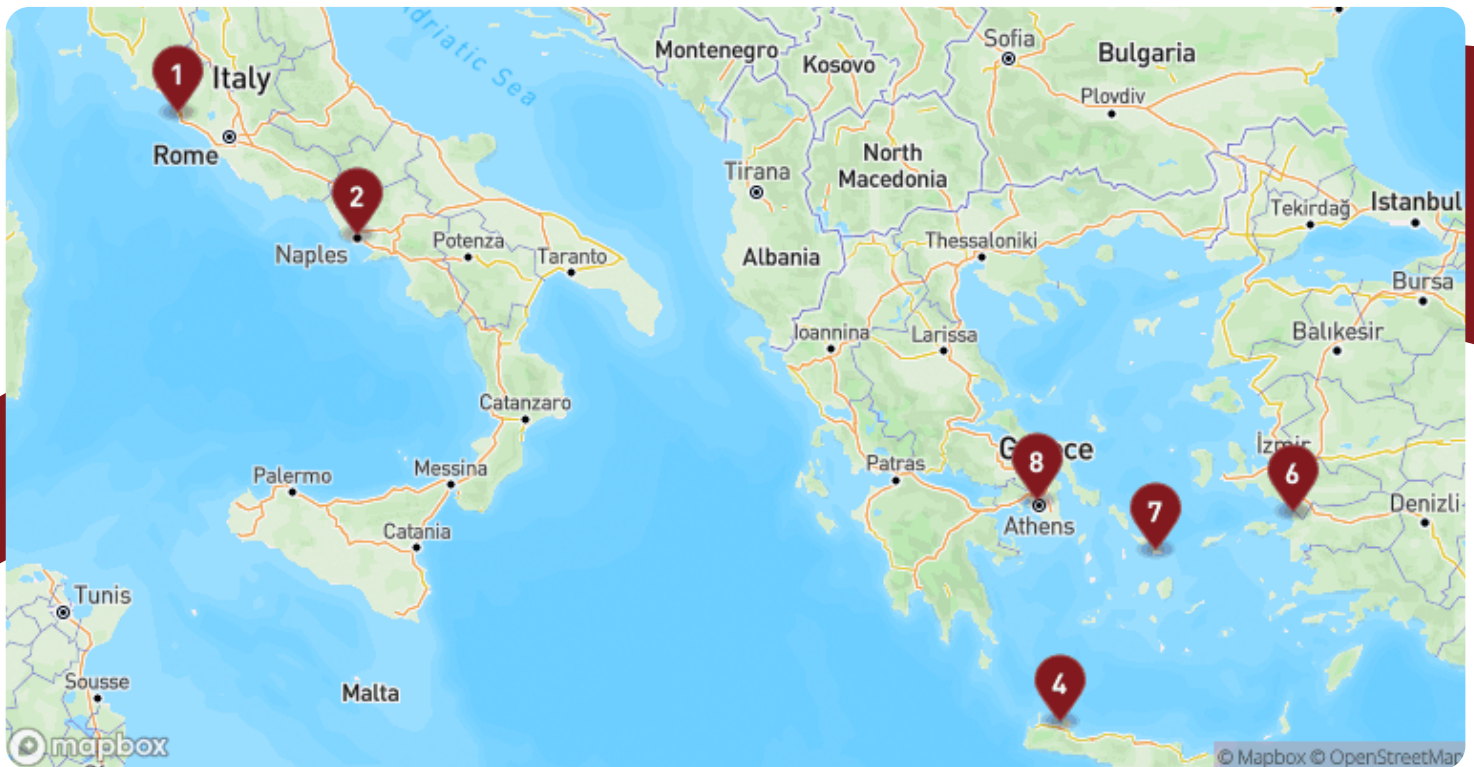 Adriatic Sea
Montenegro
Kosovo
Sofia
Bulgaria
1
Italy
Plovdiv
Rome
North
Macedonia
Tirana
2
Tekirdağ
Istanbul
Naples
Potenza
Taranto
Albania
Thessaloniki
Bursa
Ioannina
Larissa
Balıkesir
Catanzaro
Greece
İzmir
Palermo
Messina
Patras
8
6
7
Denizli
Catania
Athens
Tunis
Sousse
Malta
4
mapbox
© Mapbox © OpenStreetMap